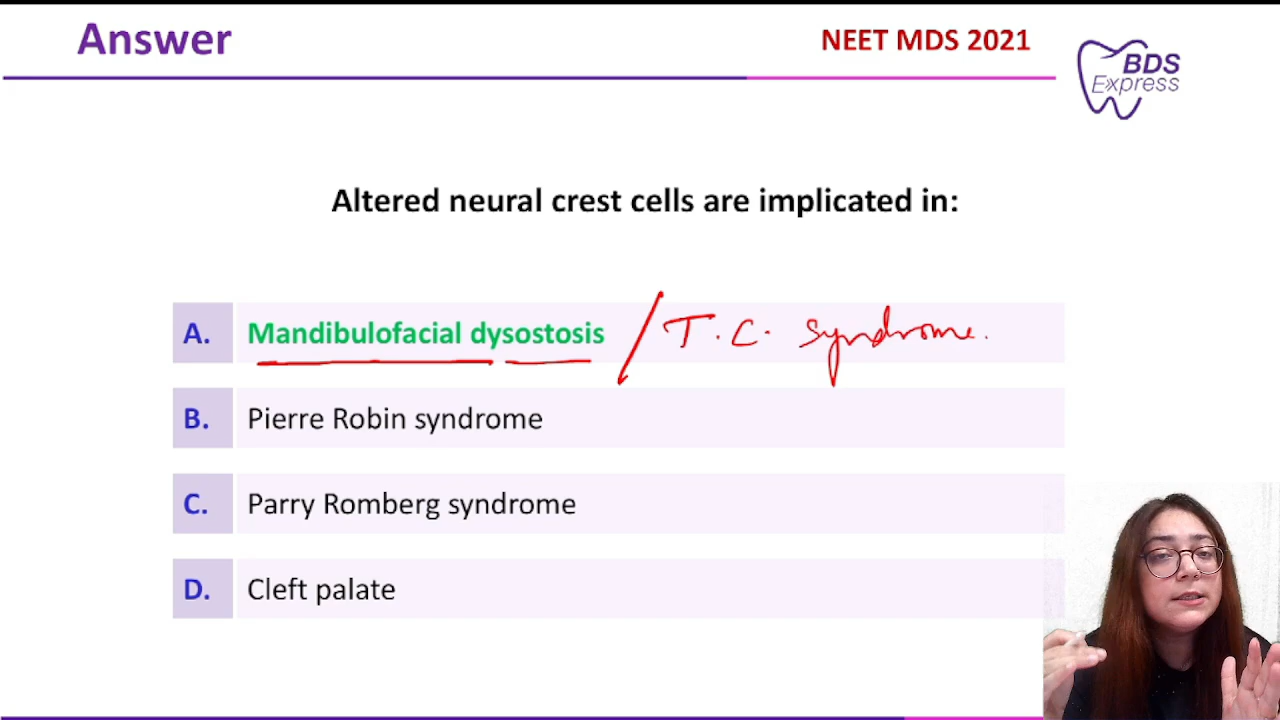 Answer
NEET MDS 2021
BDS
Express
Altered neural crest cells are implicated in:
A. Mandibulofacial dysostosis / T.C. Syndrome.
B. Pierre Robin syndrome
C. Parry Romberg syndrome
D. Cleft palate